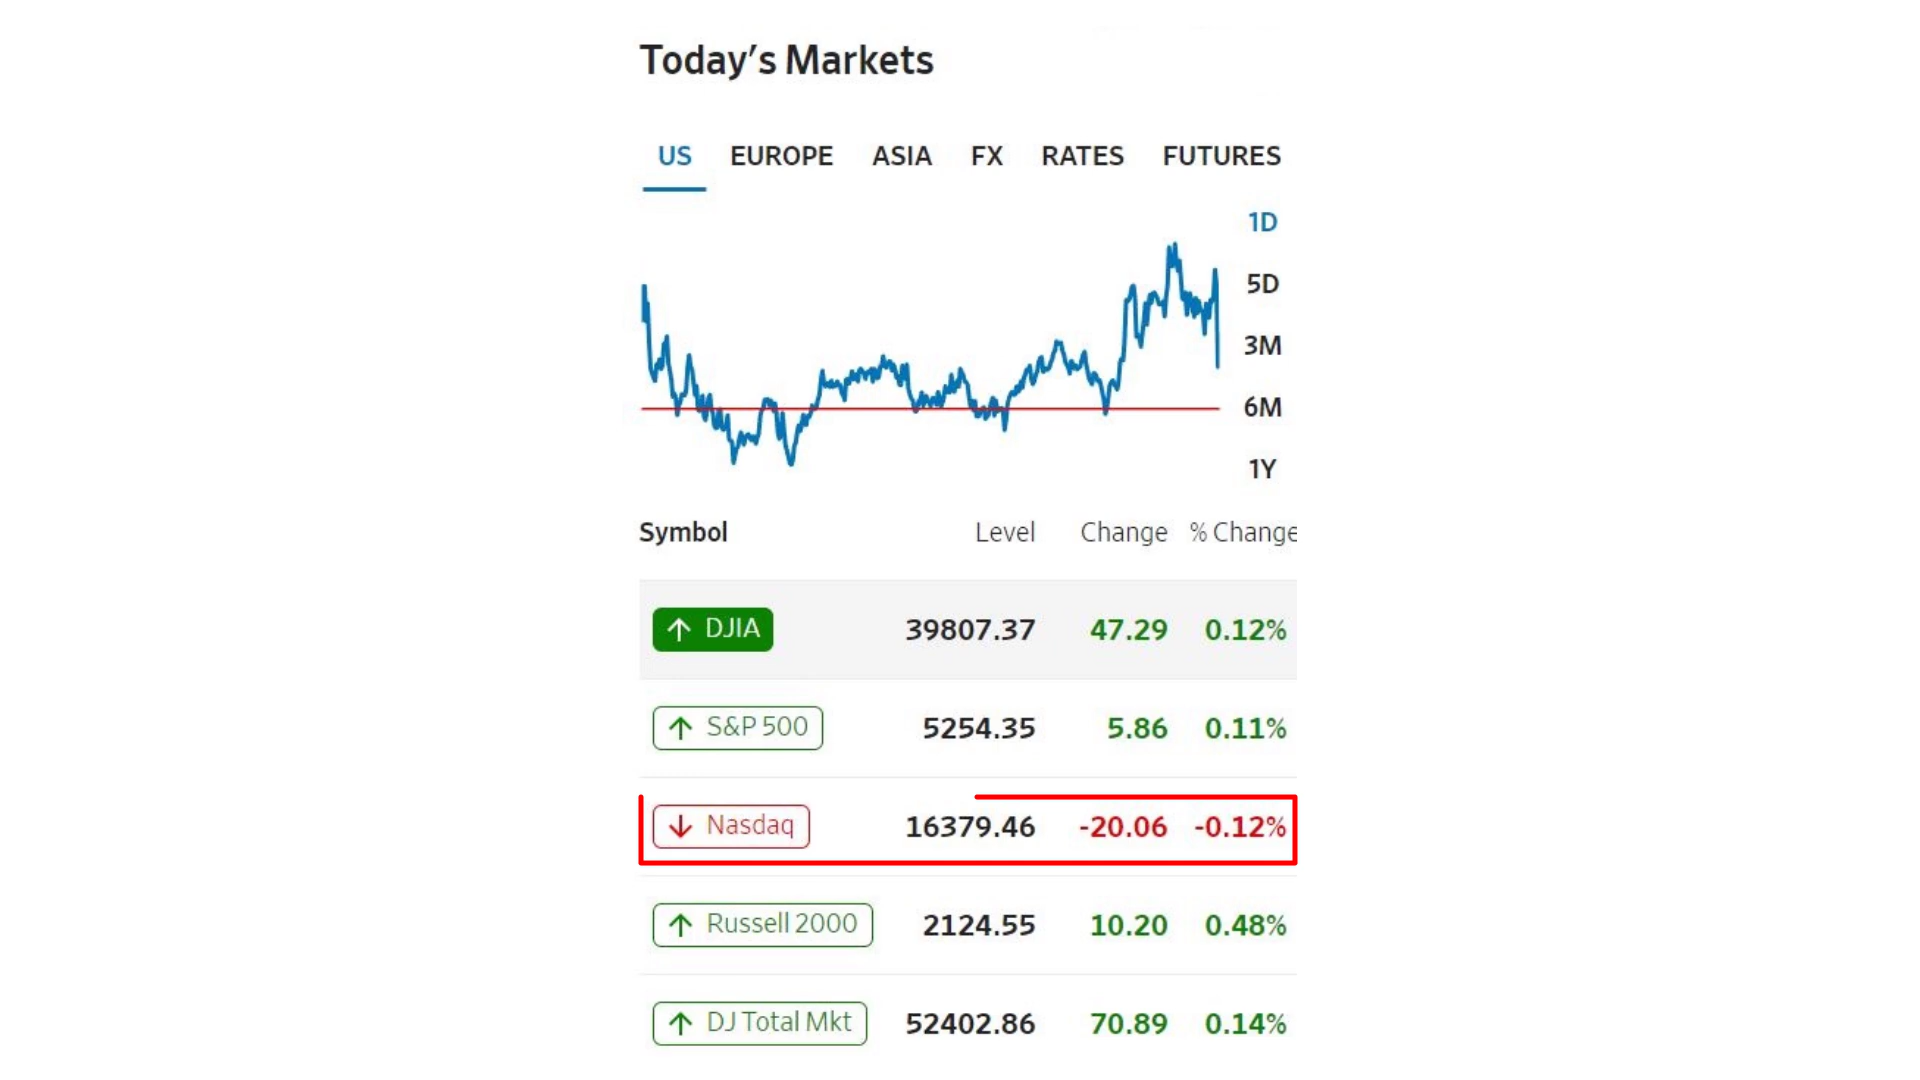 Today's Markets
US EUROPE ASIA FX RATES FUTURES
1D
5D
3M
6M
1Y
Symbol Level Change % Change
DJIA 39807.37 47.29 0.12%
S&P 500 5254.35 5.86 0.11%
Nasdaq 16379.46 -20.06 -0.12%
Russell 2000 2124.55 10.20 0.48%
DJ Total Mkt 52402.86 70.89 0.14%